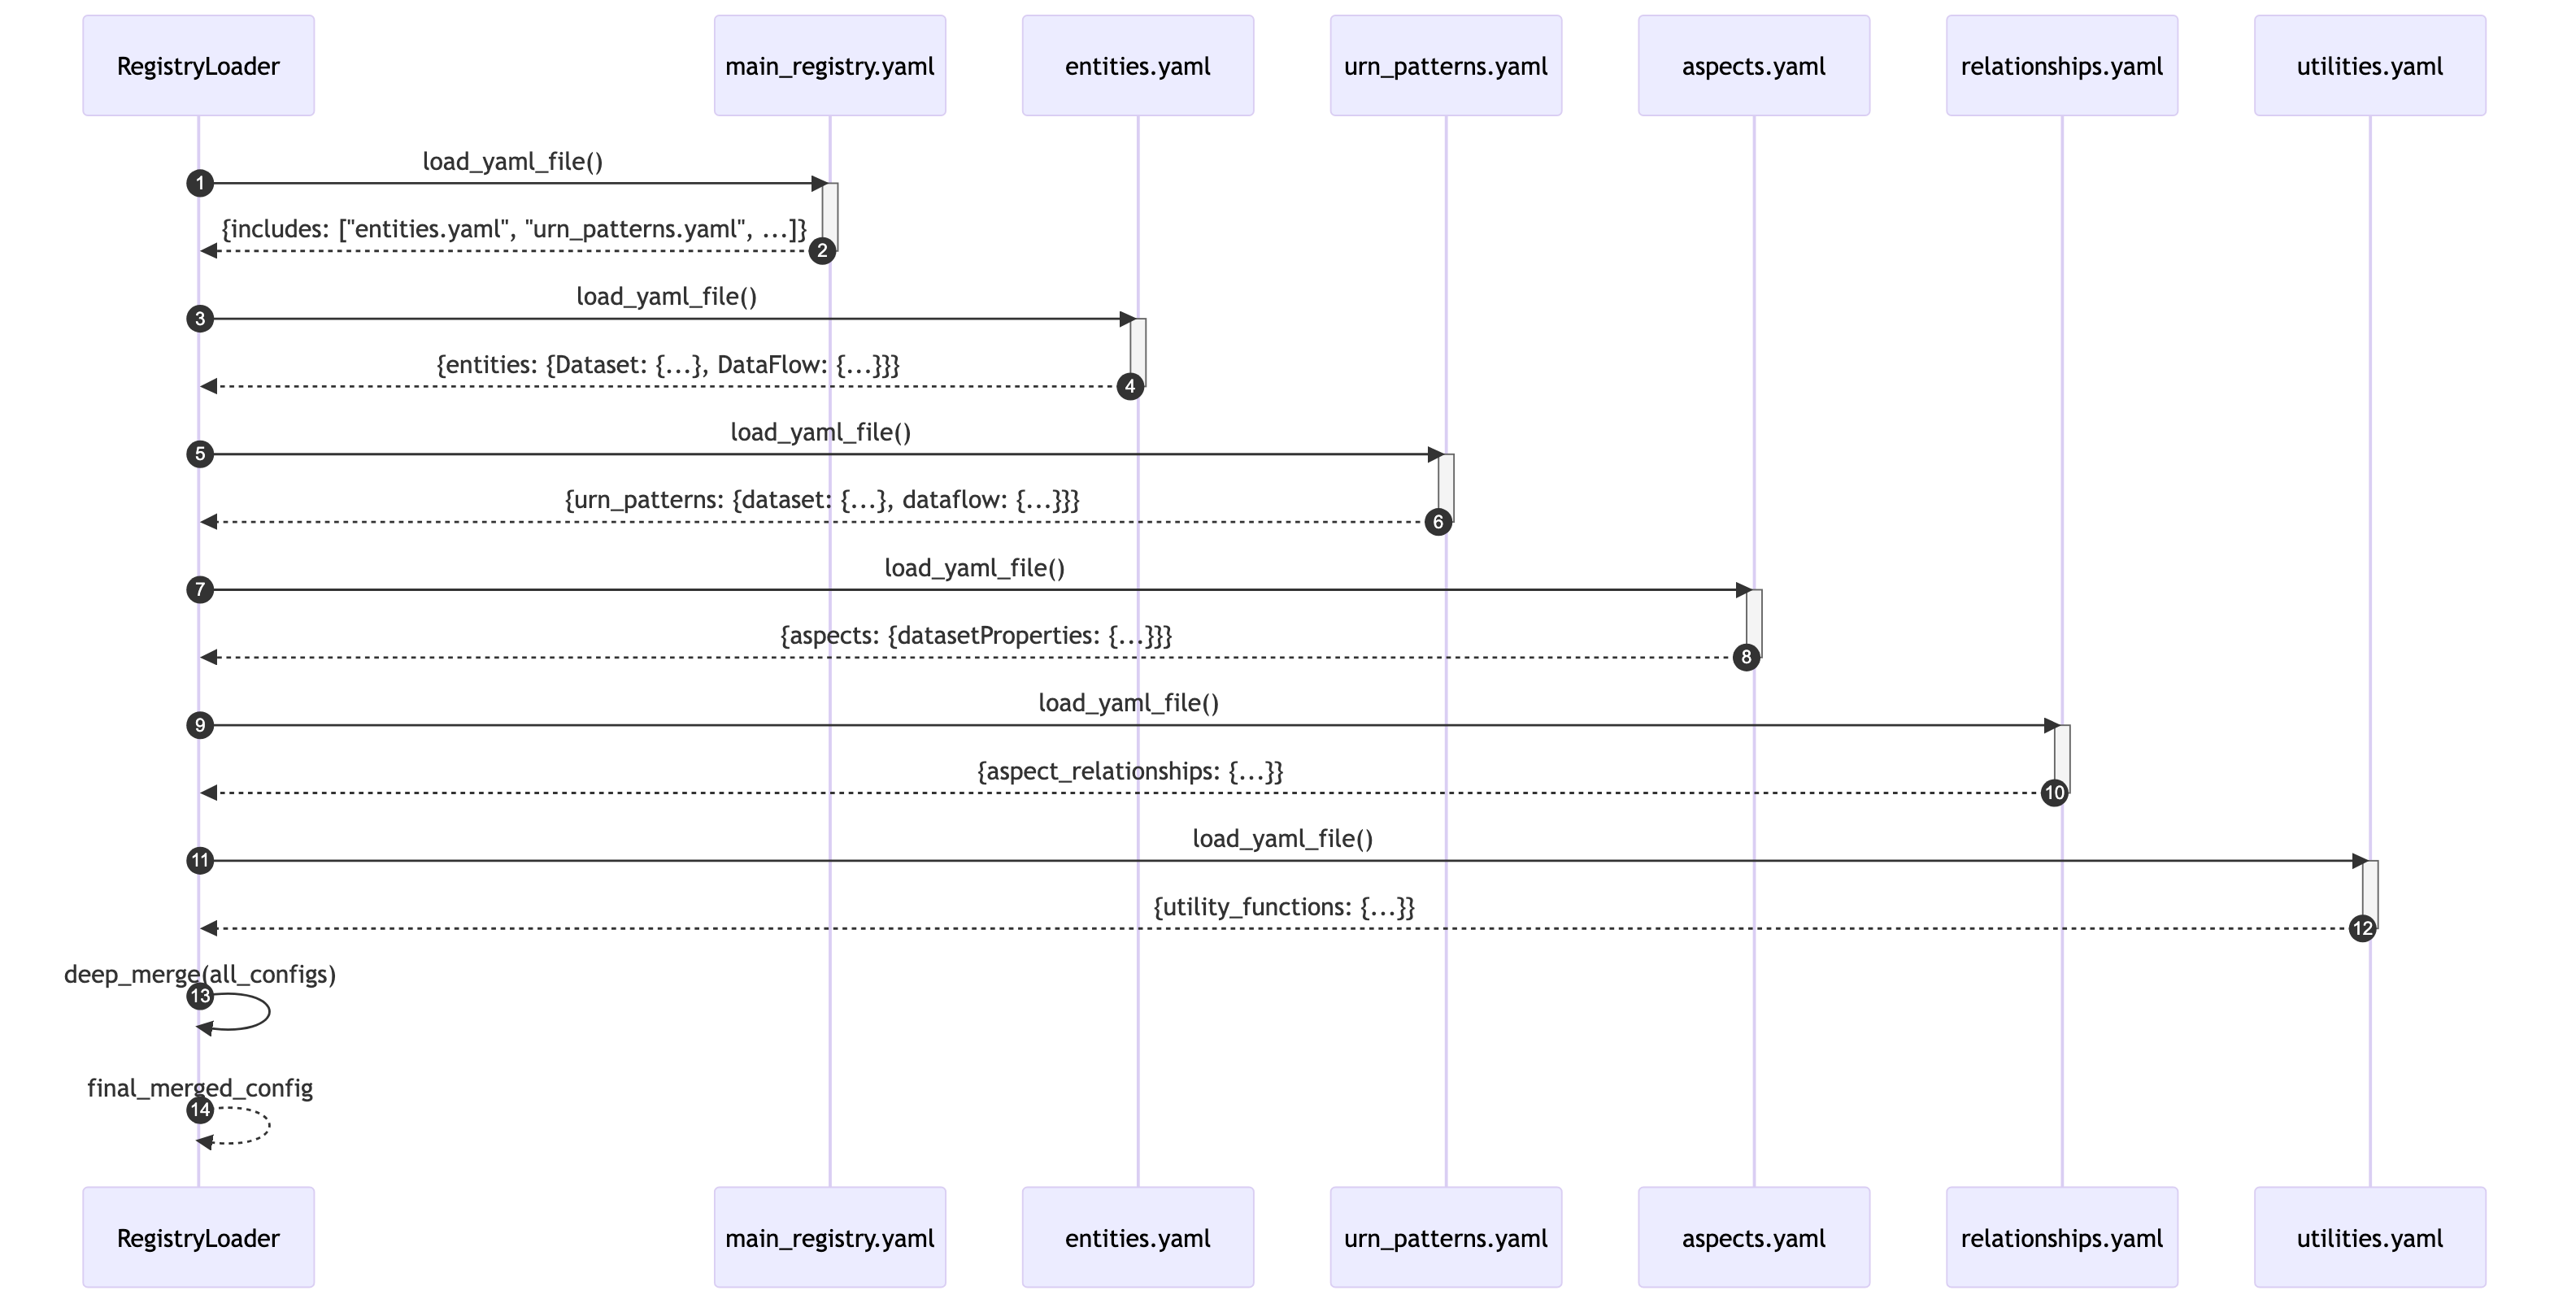 RegistryLoader
main_registry.yaml
entities.yaml
urn_patterns.yaml
aspects.yaml
relationships.yaml
utilities.yaml
load_yaml_file()
1
{includes: ["entities.yaml", "urn_patterns.yaml", ...]}
2
load_yaml_file()
3
{entities: {Dataset: {...}, DataFlow: {...}}}
4
load_yaml_file()
5
{urn_patterns: {dataset: {...}, dataflow: {...}}}
6
load_yaml_file()
7
{aspects: {datasetProperties: {...}}}
8
load_yaml_file()
9
{aspect_relationships: {...}}
10
load_yaml_file()
11
{utility_functions: {...}}
12
deep_merge(all_configs)
13
final_merged_config
14
RegistryLoader
main_registry.yaml
entities.yaml
urn_patterns.yaml
aspects.yaml
relationships.yaml
utilities.yaml